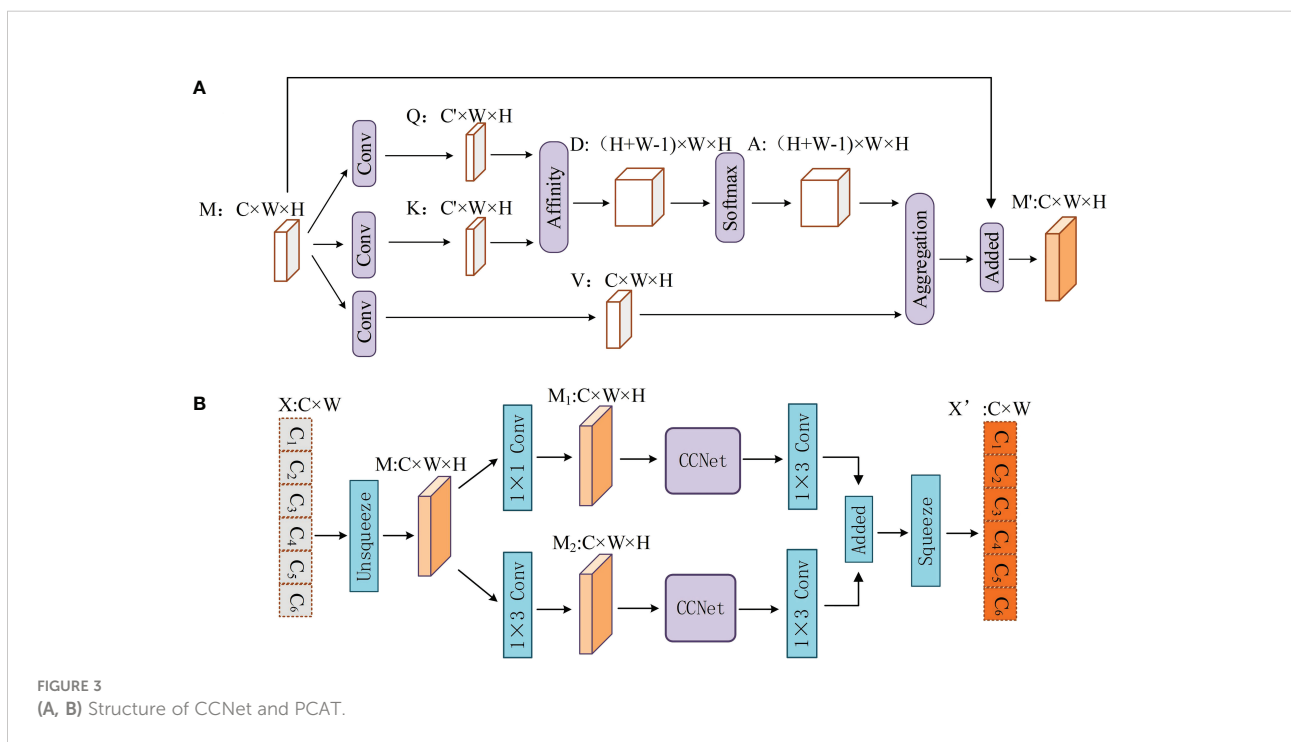 A
Q： C'×W×H
D: （H+W-1)×W×H
A: （H+W-1)×W×H
Conv
Affinity
Softmax
M： C×W×H
K： C'×W×H
M':C×W×H
Conv
Aggregation
Added
V： C×W×H
Conv
B
X:C×W
M₁:C×W×H
X’ :C×W
C₁
C₂
C₃
C₄
C₅
C₆
Unsqueeze
M:C×W×H
1×1 Conv
CCNet
1×3 Conv
M₂:C×W×H
1×3 Conv
CCNet
1×3 Conv
Added
Squeeze
C₁
C₂
C₃
C₄
C₅
C₆
FIGURE 3
(A, B) Structure of CCNet and PCAT.